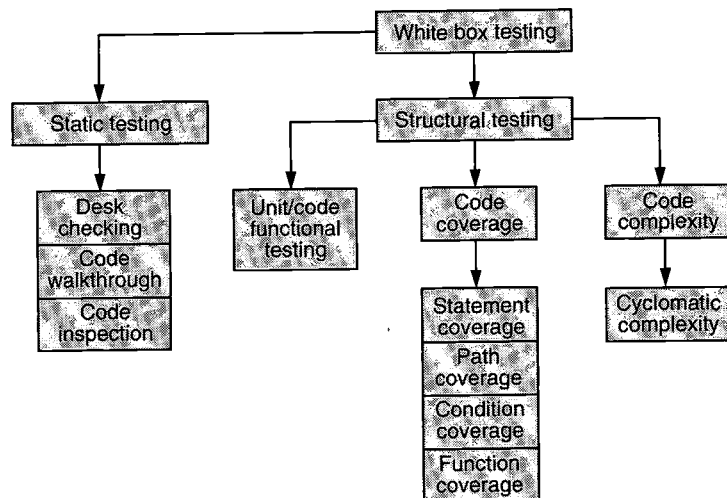 White box testing
Static testing
Structural testing
Desk
checking
Code
walkthrough
Code
inspection
Unit/code
functional
testing
Code
coverage
Code
complexity
Statement
coverage
Path
coverage
Condition
coverage
Function
coverage
Cyclomatic
complexity